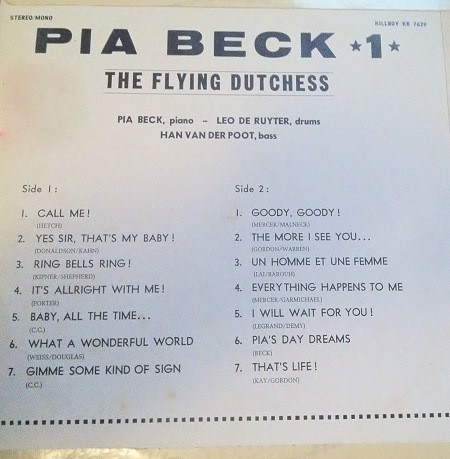 STEREO/MONO
KILLROY KR 7629
PIA BECK ★1★
THE FLYING DUTCHESS
PIA BECK, piano – LEO DE RUYTER, drums
HAN VAN DER POOT, bass
Side 1:
1. CALL ME!
(HETCH)
2. YES SIR, THAT'S MY BABY!
(DONALDSON/KAHN)
3. RING BELLS RING!
(KIPNER/SHEPHERD)
4. IT'S ALLRIGHT WITH ME!
(PORTER)
5. BABY, ALL THE TIME...
(C.C.)
6. WHAT A WONDERFUL WORLD
(WEISS/DOUGLAS)
7. GIMME SOME KIND OF SIGN
(C.C.)
Side 2:
1. GOODY, GOODY!
(MERCER/MALNECK)
2. THE MORE I SEE YOU...
(GORDON/WARREN)
3. UN HOMME ET UNE FEMME
(LAI/BAROUH)
4. EVERYTHING HAPPENS TO ME
(MERCER/CARMICHAEL)
5. I WILL WAIT FOR YOU!
(LEGRAND/DEMY)
6. PIA'S DAY DREAMS
(BECK)
7. THAT'S LIFE!
(KAY/GORDON)